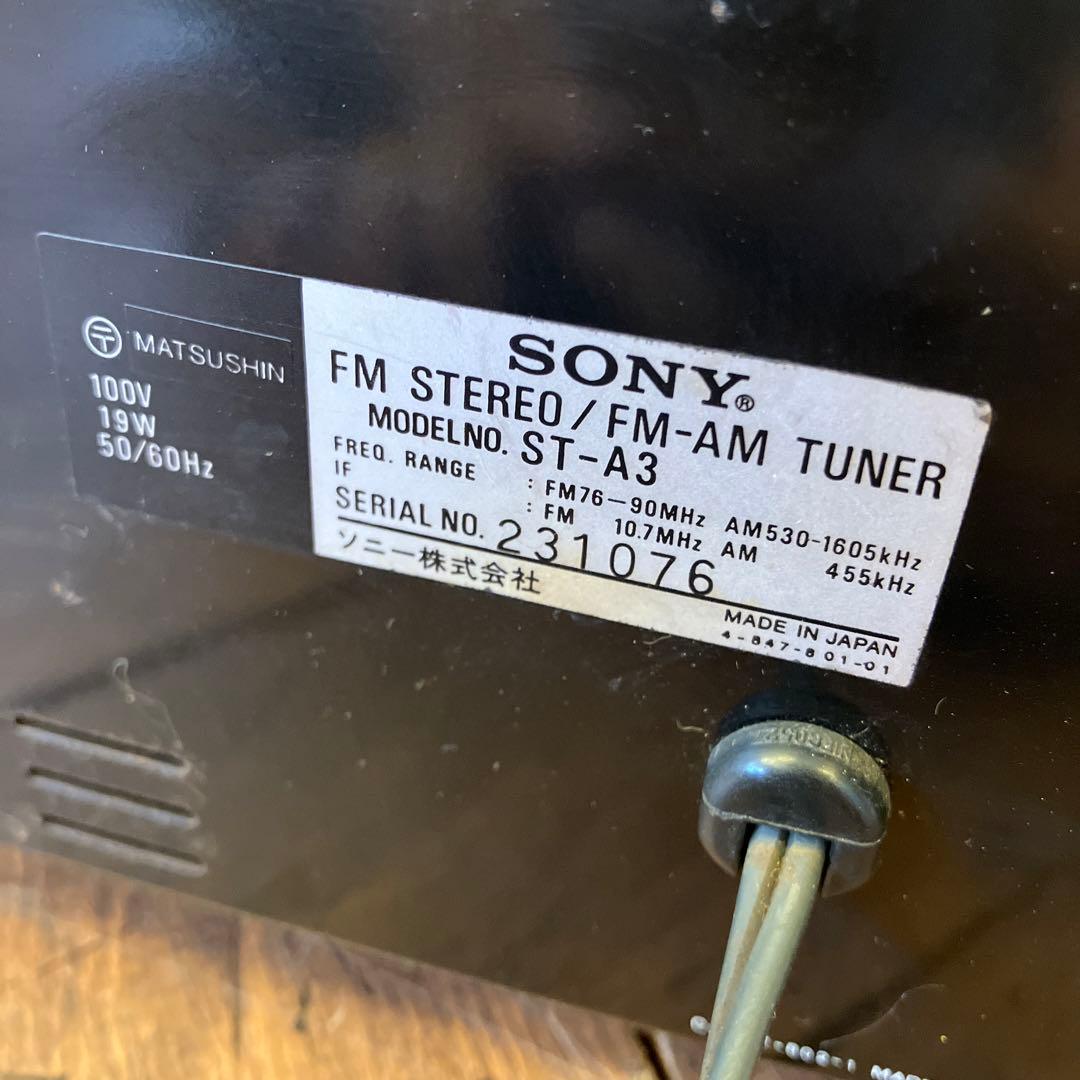 〒 MATSUSHIN
100V
19W
50/60Hz
SONY®
FM STEREO/FM-AM TUNER
MODEL NO. ST-A3
FREQ. RANGE : FM76-90MHz AM530-1605kHz
IF : FM 10.7MHz AM 455kHz
SERIAL NO. 231076
ソニー株式会社
MADE IN JAPAN
4-847-801-01